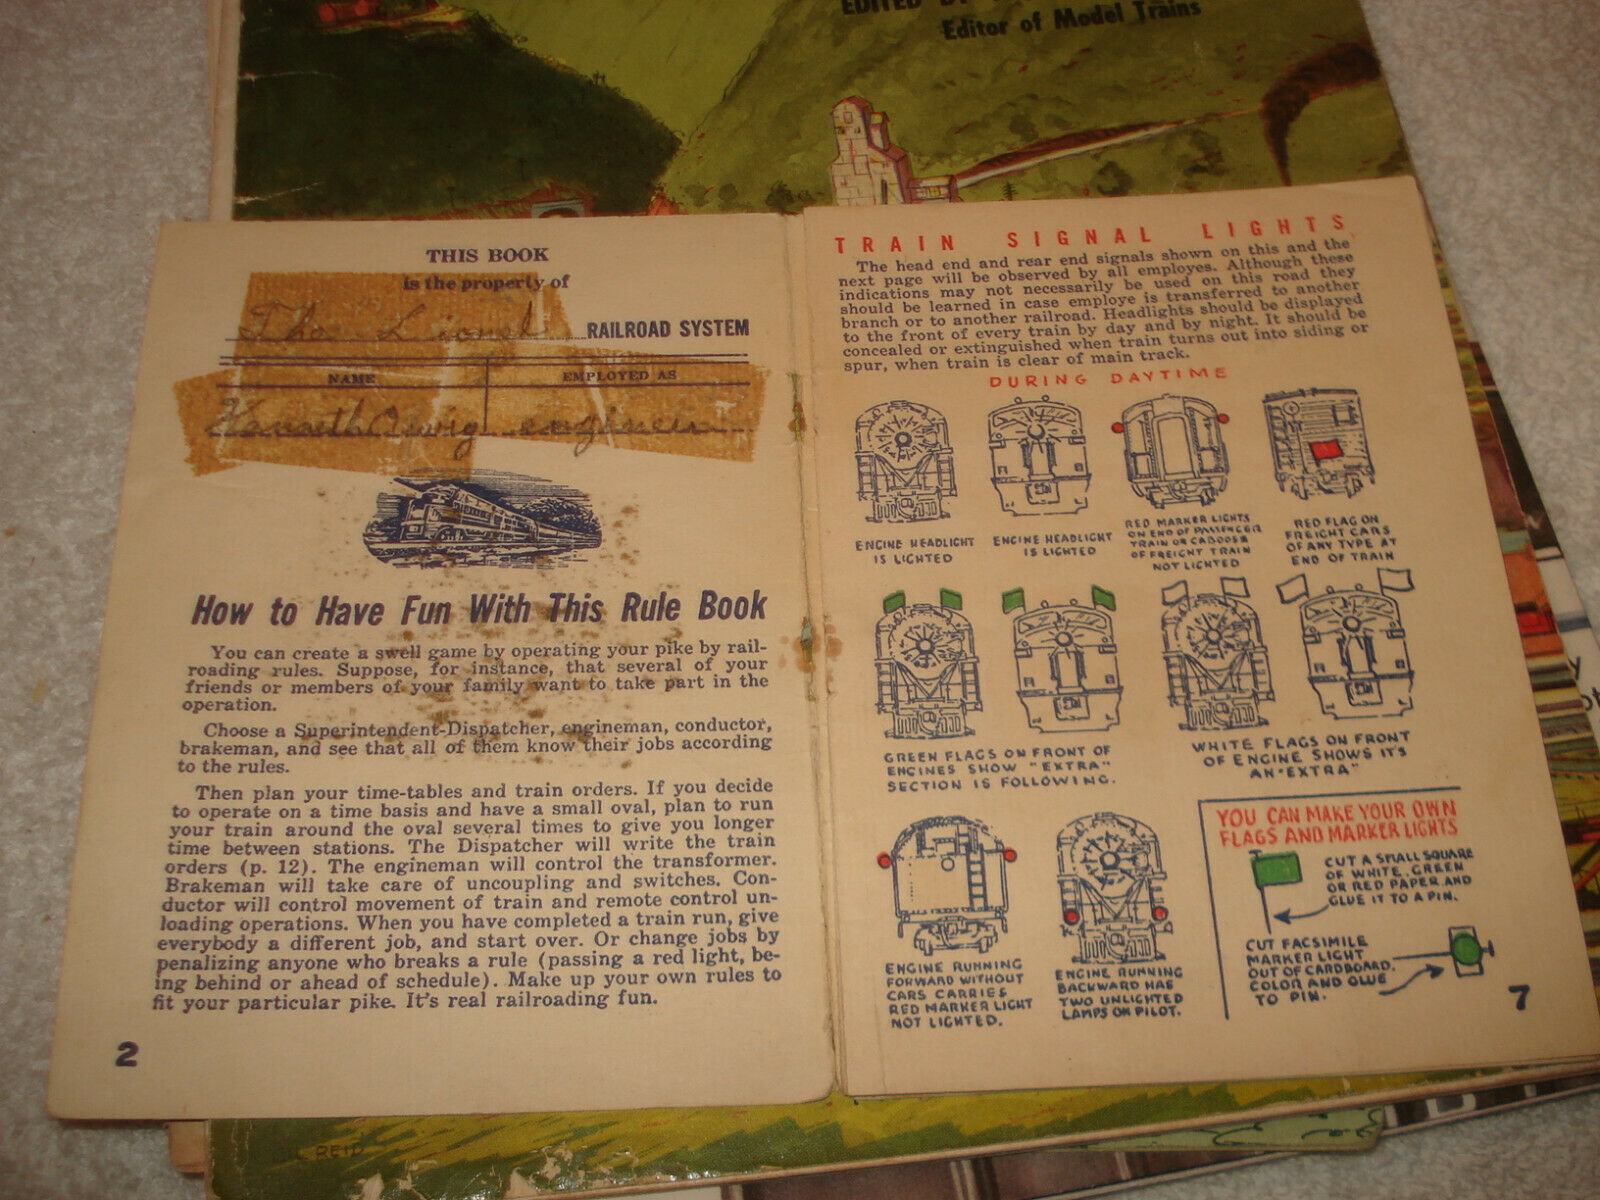 EDITED B
Editor of Model Trains
THIS BOOK
is the property of
The Lionel RAILROAD SYSTEM
NAME EMPLOYED AS
Kenneth engineer
How to Have Fun With This Rule Book
You can create a swell game by operating your pike by rail-
roading rules. Suppose, for instance, that several of your
friends or members of your family want to take part in the
operation.
Choose a Superintendent-Dispatcher, engineman, conductor,
brakeman, and see that all of them know their jobs according
to the rules.
Then plan your time-tables and train orders. If you decide
to operate on a time basis and have a small oval, plan to run
your train around the oval several times to give you longer
time between stations. The Dispatcher will write the train
orders (p. 12). The engineman will control the transformer.
Brakeman will take care of uncoupling and switches. Con-
ductor will control movement of train and remote control un-
loading operations. When you have completed a train run, give
everybody a different job, and start over. Or change jobs by
penalizing anyone who breaks a rule (passing a red light, be-
ing behind or ahead of schedule). Make up your own rules to
fit your particular pike. It's real railroading fun.
2
TRAIN SIGNAL LIGHTS
The head end and rear end signals shown on this and the
next page will be observed by all employes. Although these
indications may not necessarily be used on this road they
should be learned in case employe is transferred to another
branch or to another railroad. Headlights should be displayed
to the front of every train by day and by night. It should be
concealed or extinguished when train turns out into siding or
spur, when train is clear of main track.
DURING DAYTIME
ENGINE HEADLIGHT
IS LIGHTED
ENGINE HEADLIGHT
IS LIGHTED
RED MARKER LIGHTS
ON END OF PASSENGER
TRAIN OR CABOOSE
OF FREIGHT TRAIN
NOT LIGHTED
RED FLAG ON
FREIGHT CARS
OF ANY TYPE AT
END OF TRAIN
GREEN FLAGS ON FRONT OF
ENGINES SHOW "EXTRA"
SECTION IS FOLLOWING.
WHITE FLAGS ON FRONT
OF ENGINE SHOWS IT'S
AN "EXTRA"
ENGINE RUNNING
FORWARD WITHOUT
CARS CARRIES
RED MARKER LIGHT
NOT LIGHTED.
ENGINE RUNNING
BACKWARD HAS
TWO UNLIGHTED
LAMPS ON PILOT.
YOU CAN MAKE YOUR OWN
FLAGS AND MARKER LIGHTS
CUT A SMALL SQUARE
OF WHITE, GREEN
OR RED PAPER AND
GLUE IT TO A PIN.
CUT FACSIMILE
MARKER LIGHT
OUT OF CARDBOARD.
COLOR AND GLUE
TO PIN.
7
REID